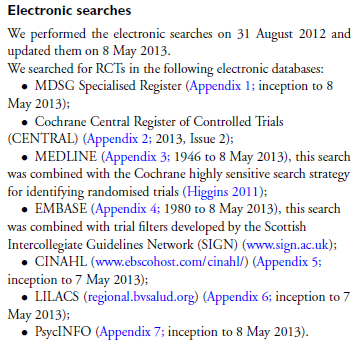 Electronic searches
We performed the electronic searches on 31 August 2012 and
updated them on 8 May 2013.
We searched for RCTs in the following electronic databases:
• MDSG Specialised Register (Appendix 1; inception to 8
May 2013);
• Cochrane Central Register of Controlled Trials
(CENTRAL) (Appendix 2; 2013, Issue 2);
• MEDLINE (Appendix 3; 1946 to 8 May 2013), this search
was combined with the Cochrane highly sensitive search strategy
for identifying randomised trials (Higgins 2011);
• EMBASE (Appendix 4; 1980 to 8 May 2013), this search
was combined with trial filters developed by the Scottish
Intercollegiate Guidelines Network (SIGN) (www.sign.ac.uk);
• CINAHL (www.ebscohost.com/cinahl/) (Appendix 5;
inception to 7 May 2013);
• LILACS (regional.bvsalud.org) (Appendix 6; inception to 7
May 2013);
• PsycINFO (Appendix 7; inception to 8 May 2013).